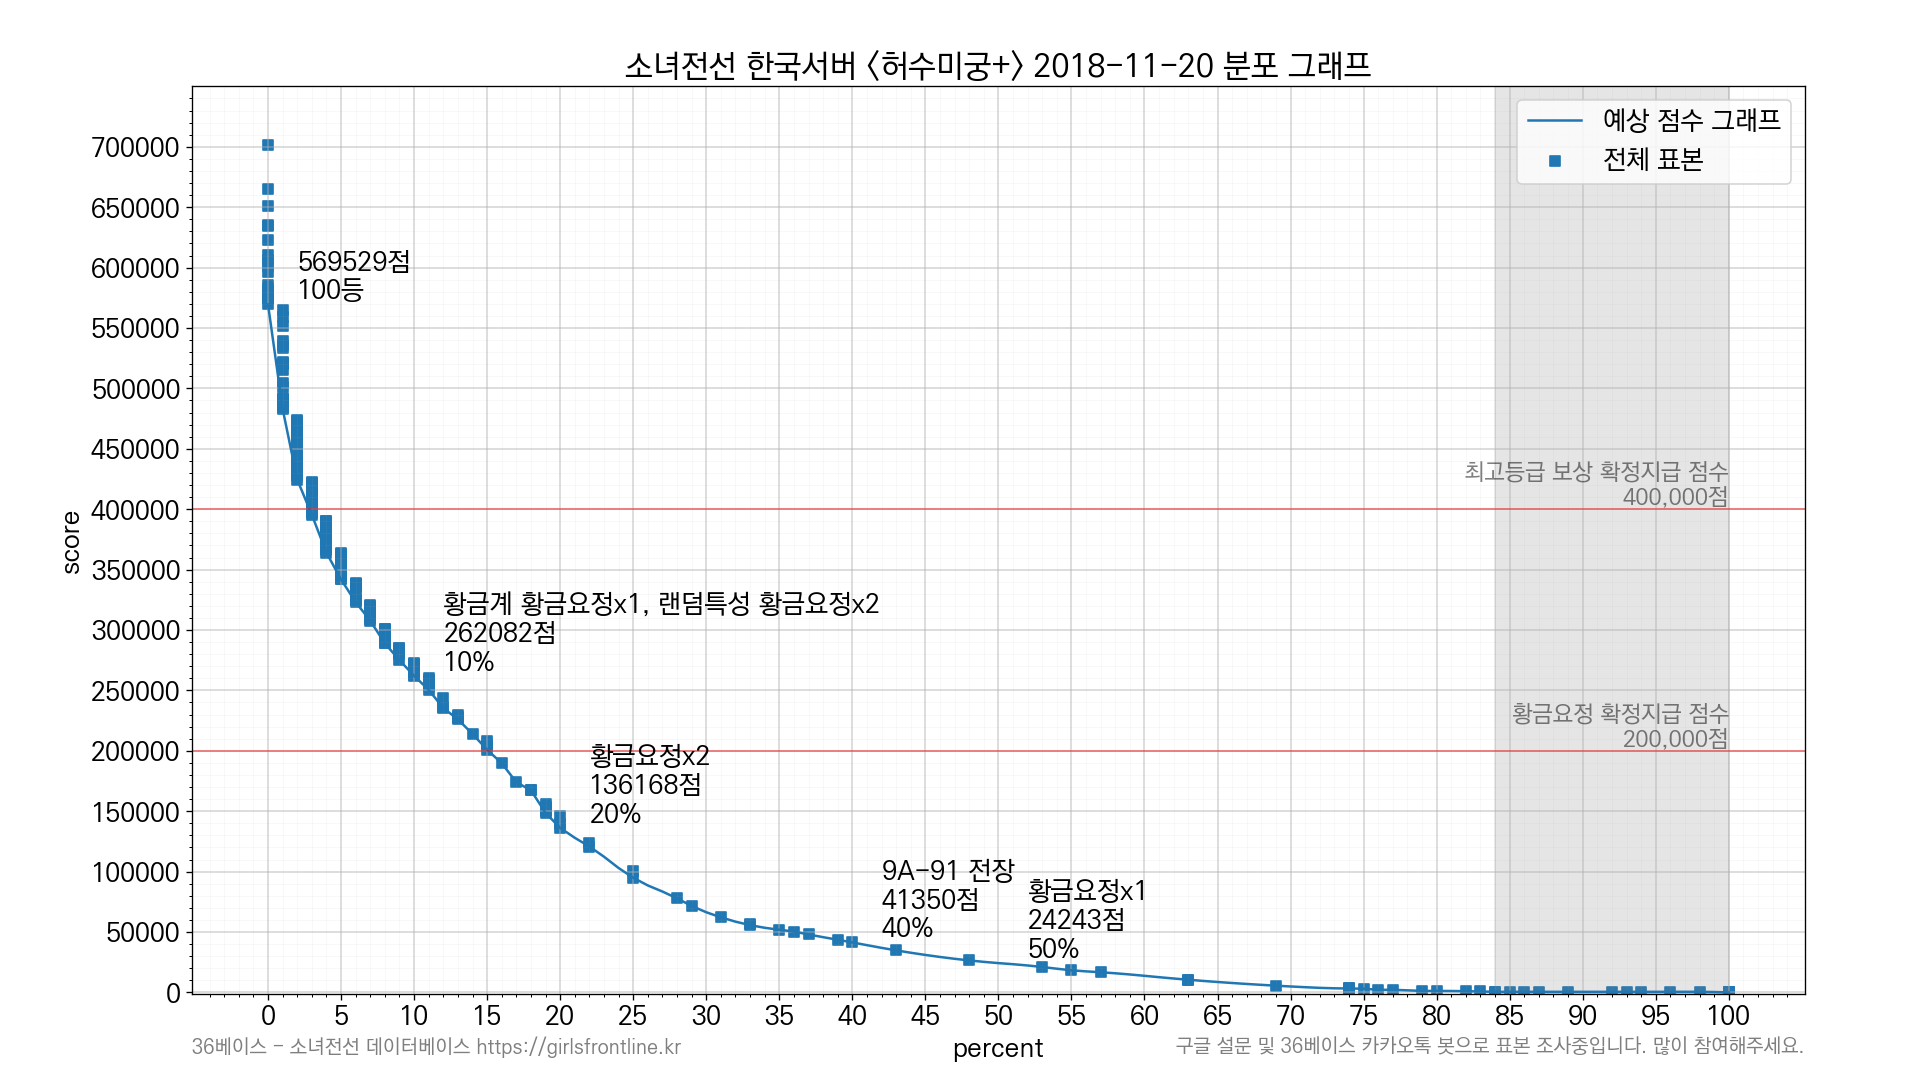 소녀전선 한국서버 <허수미궁+> 2018-11-20 분포 그래프
예상 점수 그래프
전체 표본
700000
650000
600000
550000
500000
450000
400000
350000
300000
250000
200000
150000
100000
50000
0
score
569529점
100등
최고등급 보상 확정지급 점수
400,000점
황금계 황금요정x1, 랜덤특성 황금요정x2
262082점
10%
황금요정 확정지급 점수
200,000점
황금요정x2
136168점
20%
9A-91 전장
41350점
40%
황금요정x1
24243점
50%
0 5 10 15 20 25 30 35 40 45 50 55 60 65 70 75 80 85 90 95 100
percent
36베이스 - 소녀전선 데이터베이스 https://girlsfrontline.kr
구글 설문 및 36베이스 카카오톡 봇으로 표본 조사중입니다. 많이 참여해주세요.